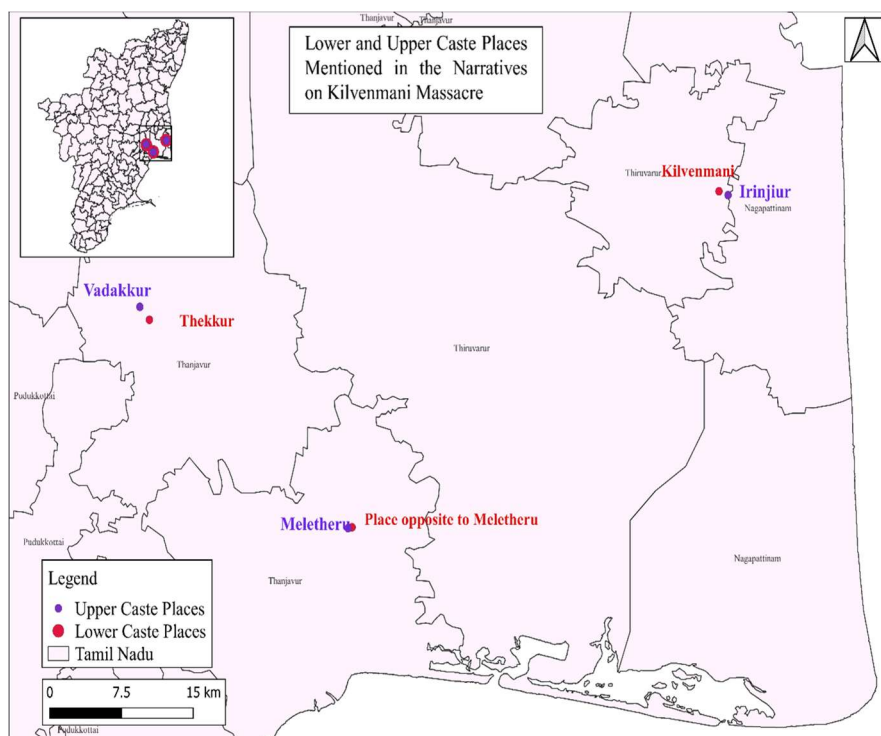 Thanjavur
Thanjavur
Lower and Upper Caste Places
Mentioned in the Narratives
on Kilvenmani Massacre
Thiruvarur
Kilvenmani
Irinjiur
Nagapattinam
Vadakkur
Thekkur
Thiruvarur
Thanjavur
Pudukkottai
Meletheru
Place opposite to Meletheru
Pudukkottai
Nagapattinam
Thanjavur
Legend
Upper Caste Places
Lower Caste Places
Tamil Nadu
0 7.5 15 km
Pudukkottai